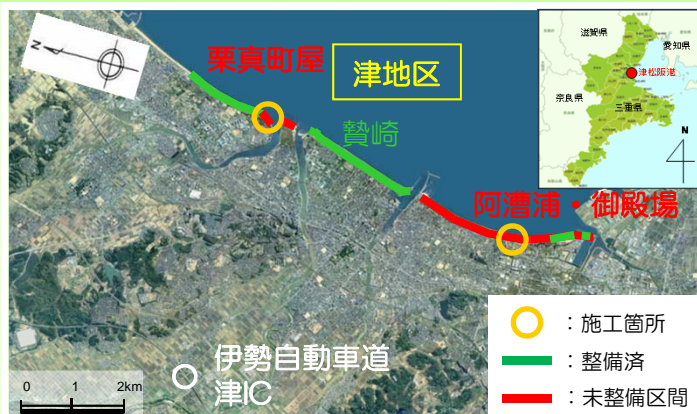 N
栗真町屋
津地区
贄崎
阿漕浦・御殿場
滋賀県
愛知県
津松阪港
奈良県
三重県
4
伊勢自動車道
津IC
0 1 2km
：施工箇所
：整備済
：未整備区間